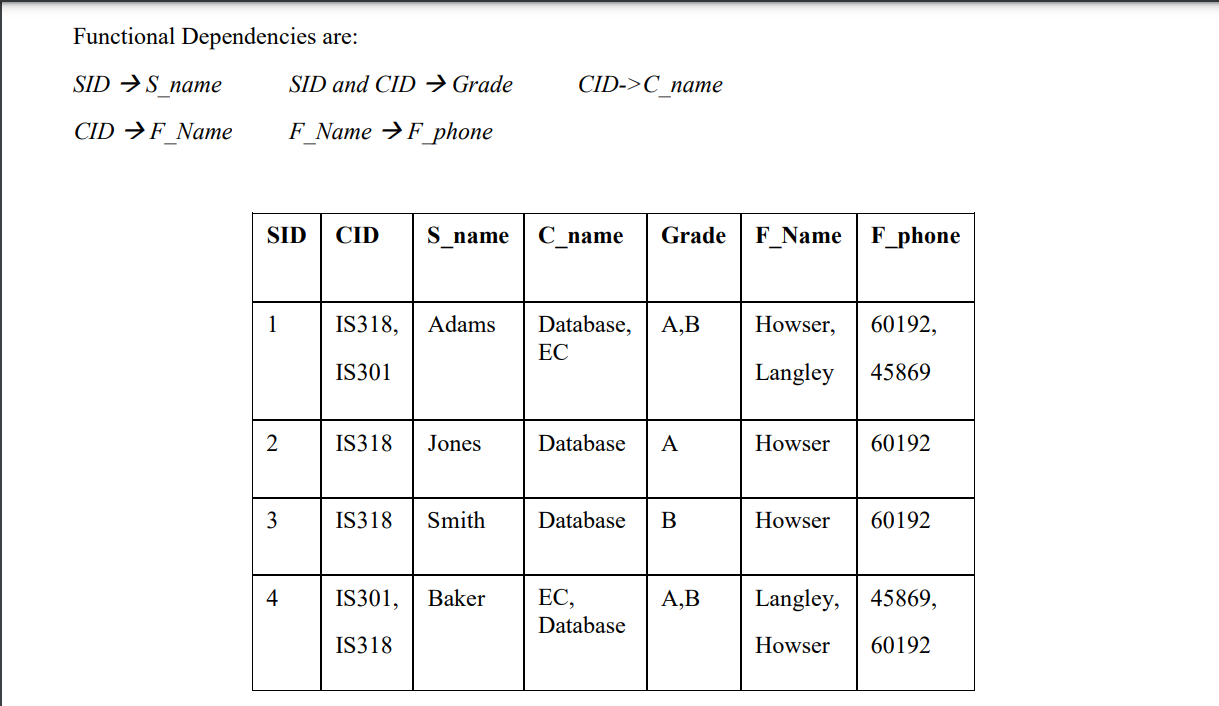 Functional Dependencies are:
SID → S_name SID and CID → Grade CID->C_name
CID → F_Name F_Name → F_phone
SID CID S_name C_name Grade F_Name F_phone
1 IS318, Adams Database, A,B Howser, 60192,
EC
IS301 Langley 45869
2 IS318 Jones Database A Howser 60192
3 IS318 Smith Database B Howser 60192
4 IS301, Baker EC, A,B Langley, 45869,
Database
IS318 Howser 60192